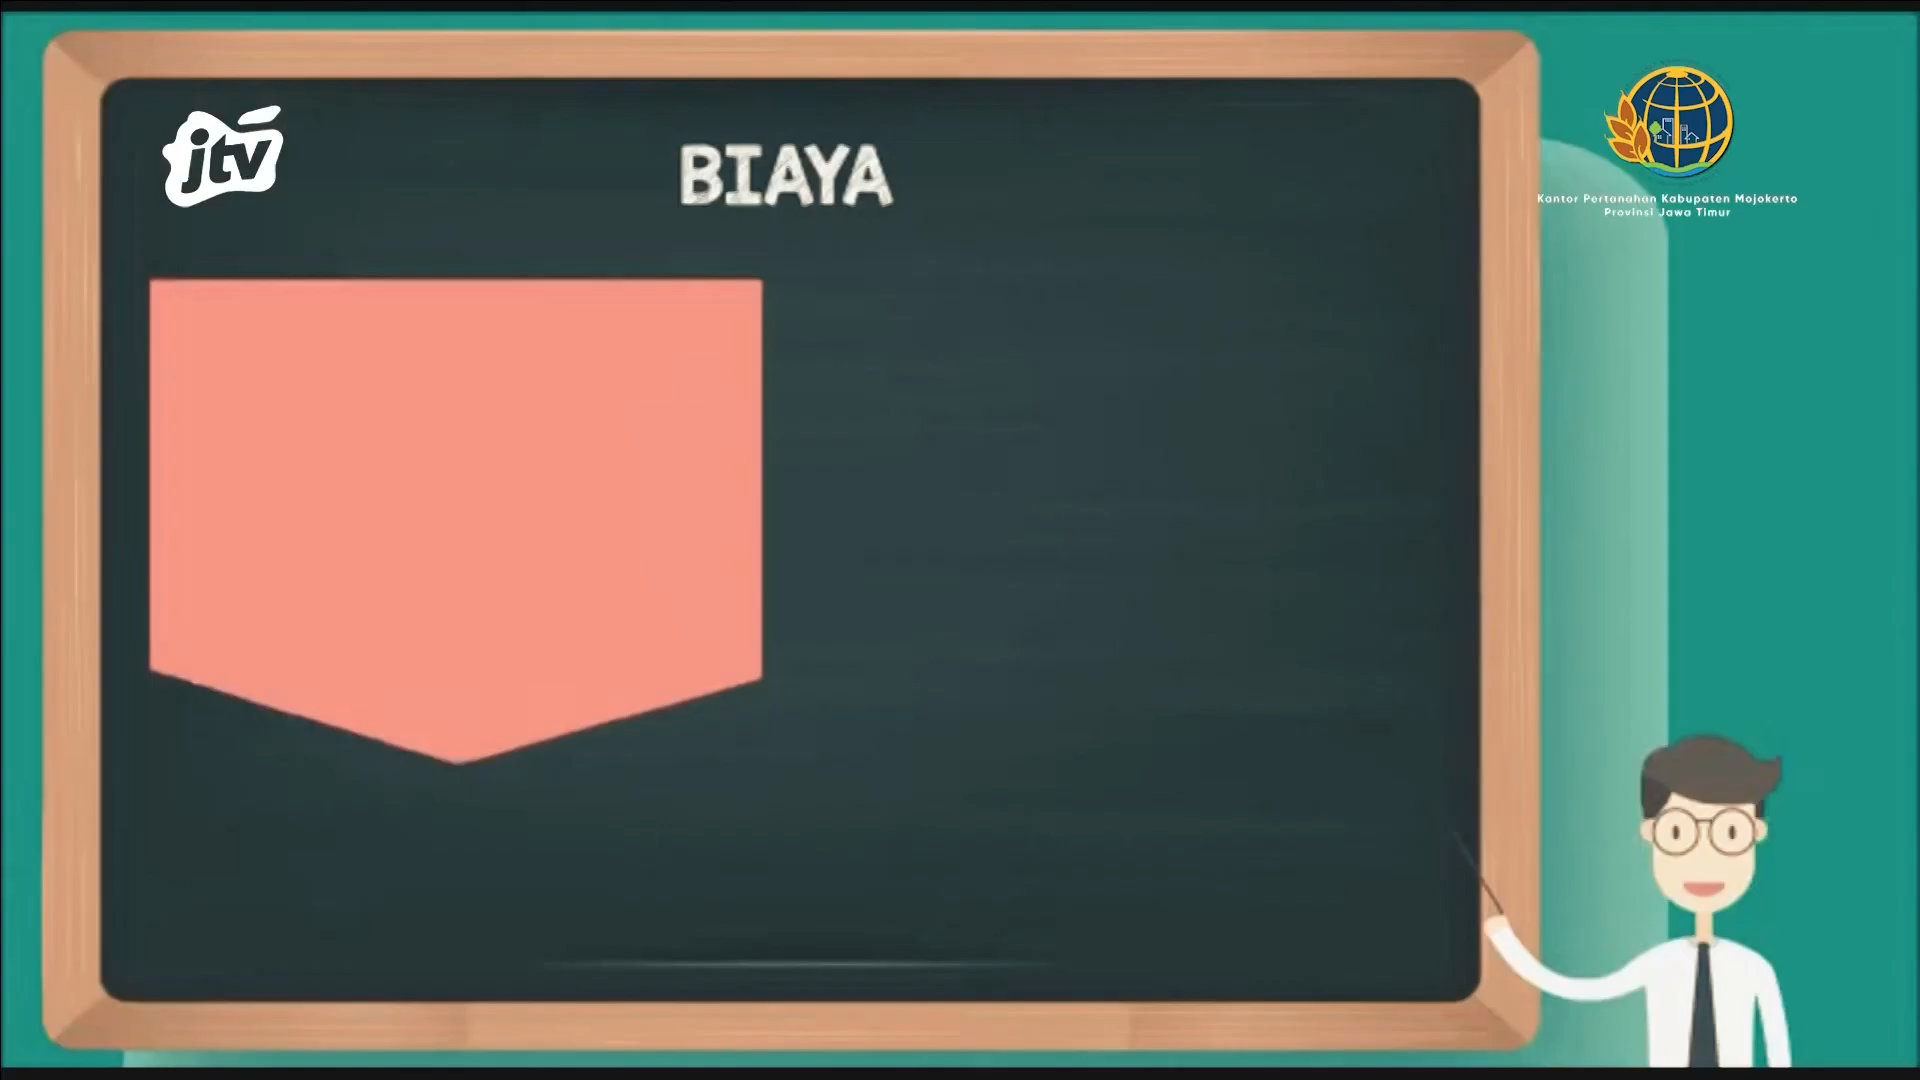 jtv
BIAYA
Kantor Pertanahan Kabupaten Mojokerto
Provinsi Jawa Timur